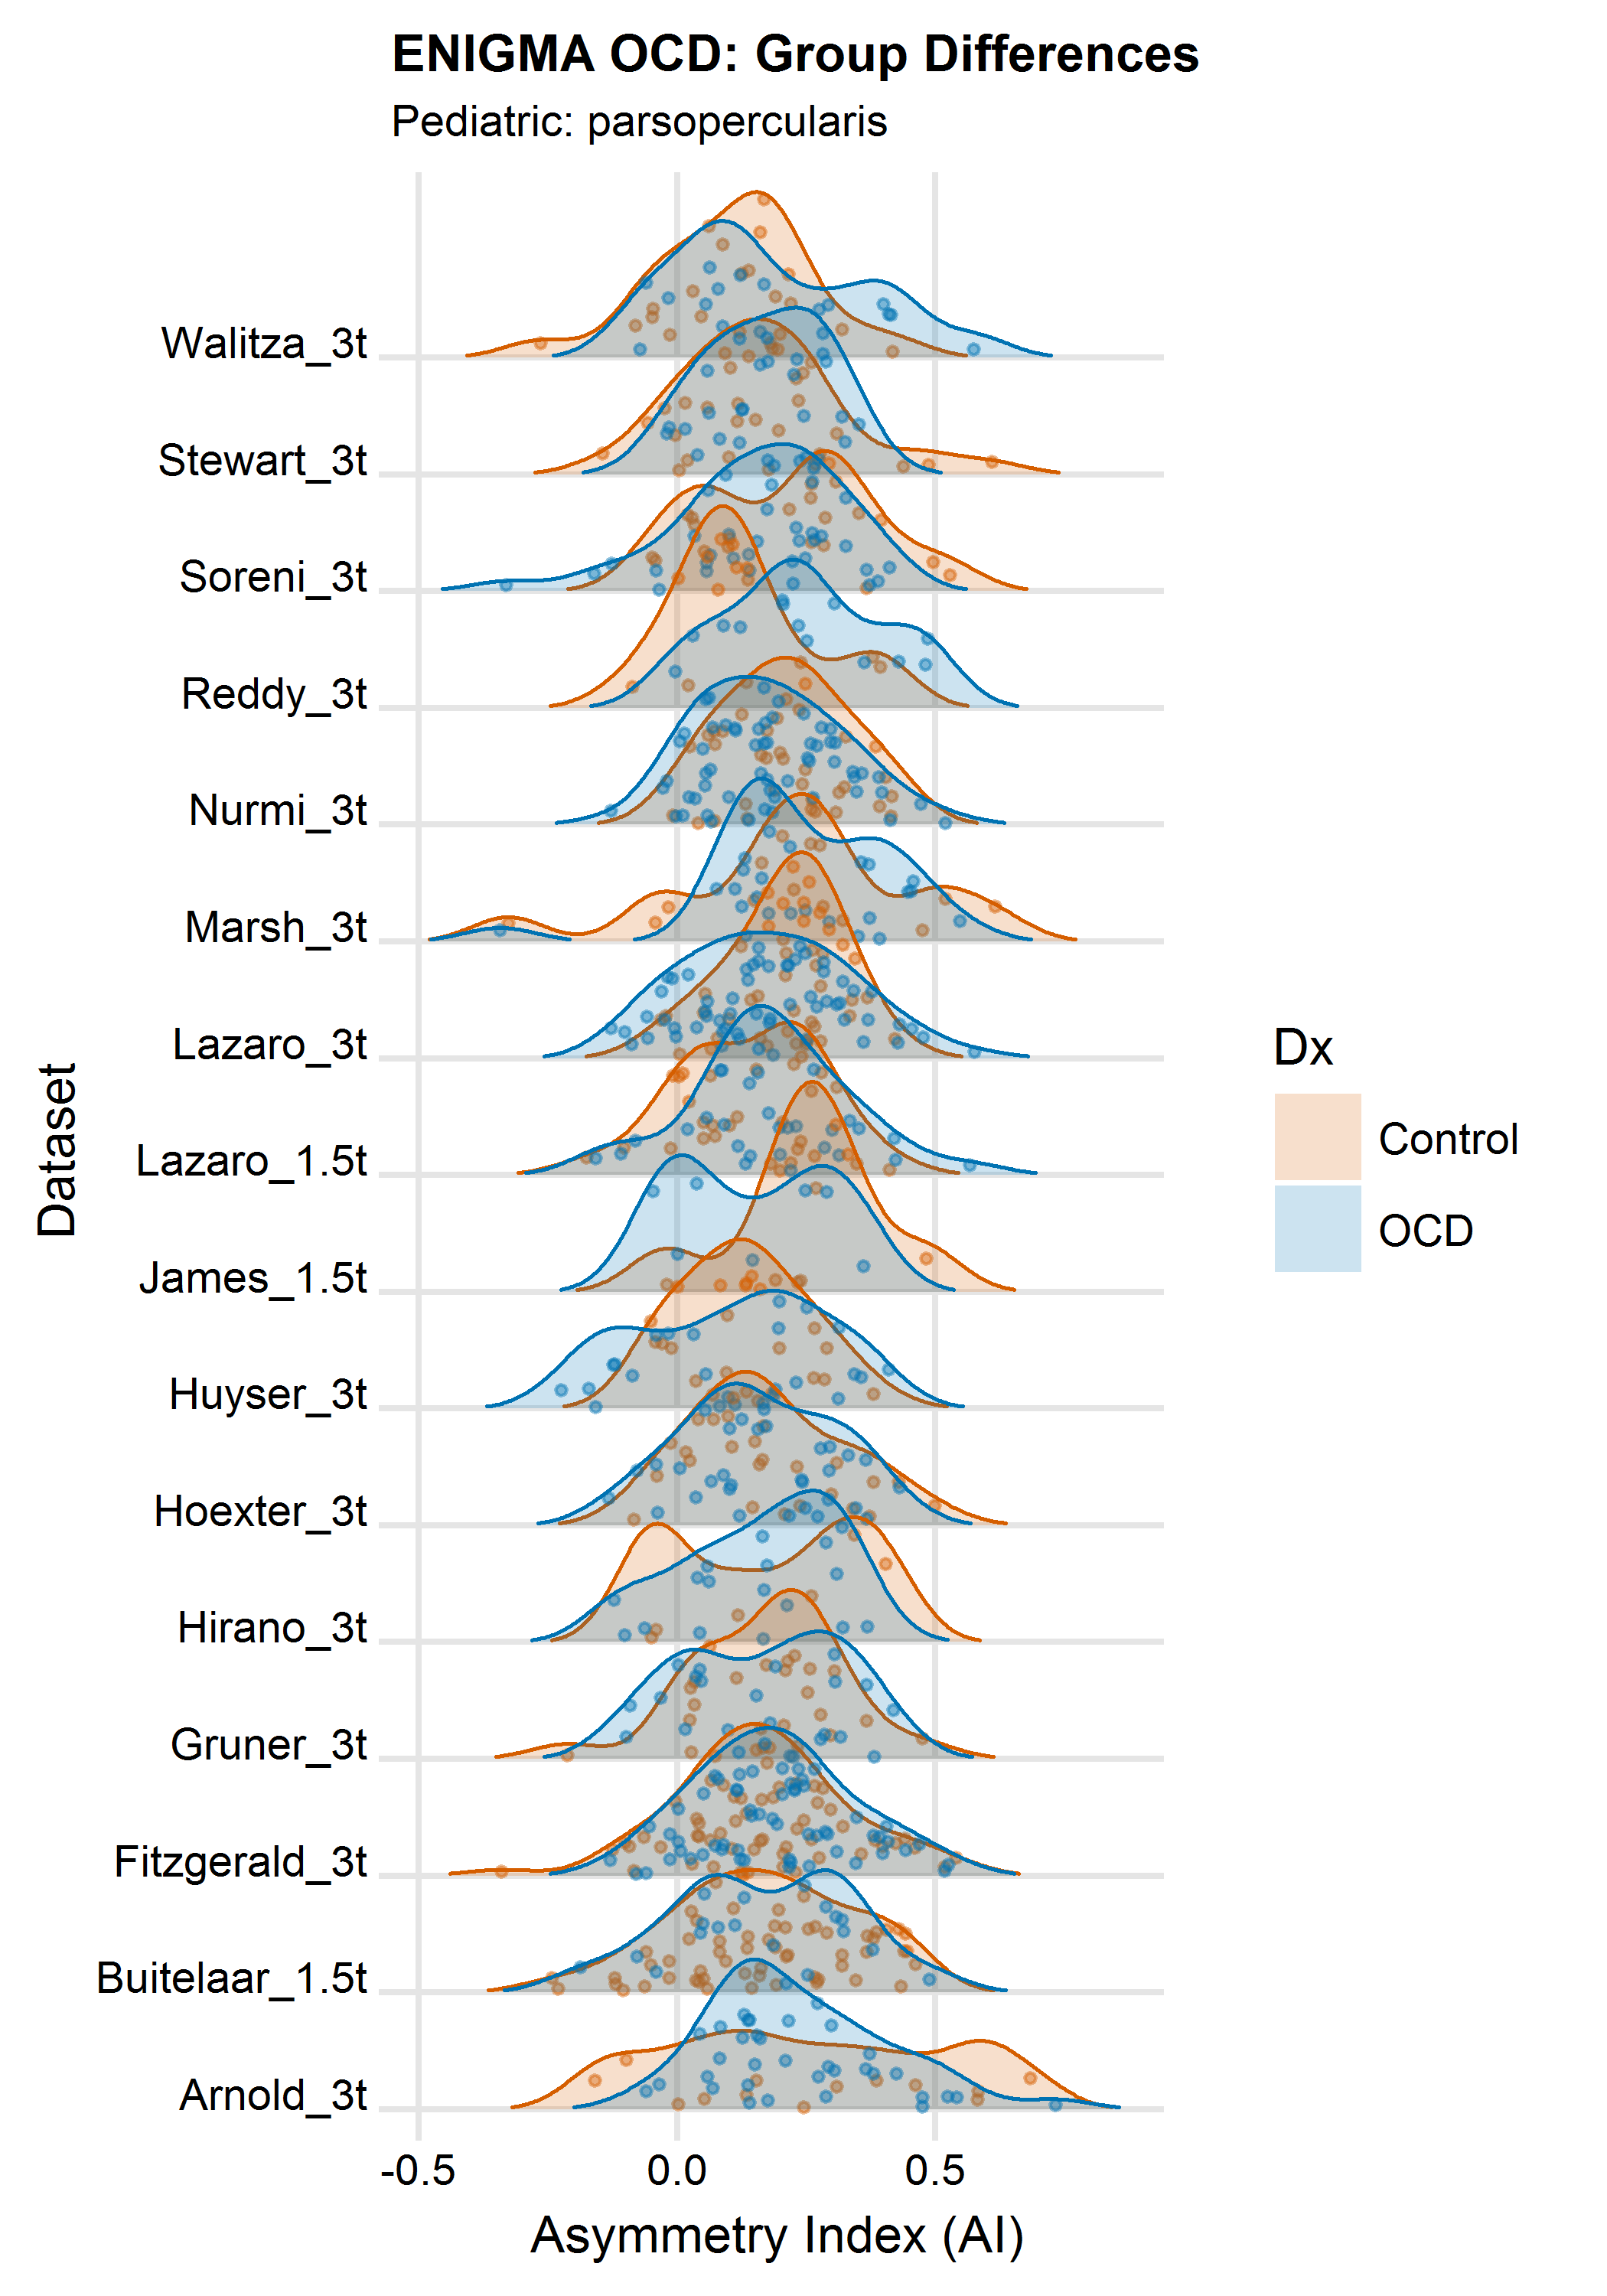 ENIGMA OCD: Group Differences
Pediatric: parsopercularis
Walitza_3t
Stewart_3t
Soreni_3t
Reddy_3t
Nurmi_3t
Marsh_3t
Lazaro_3t
Lazaro_1.5t
James_1.5t
Huyser_3t
Hoexter_3t
Hirano_3t
Gruner_3t
Fitzgerald_3t
Buitelaar_1.5t
Arnold_3t
Dataset
-0.5 0.0 0.5
Asymmetry Index (AI)
Dx
Control
OCD